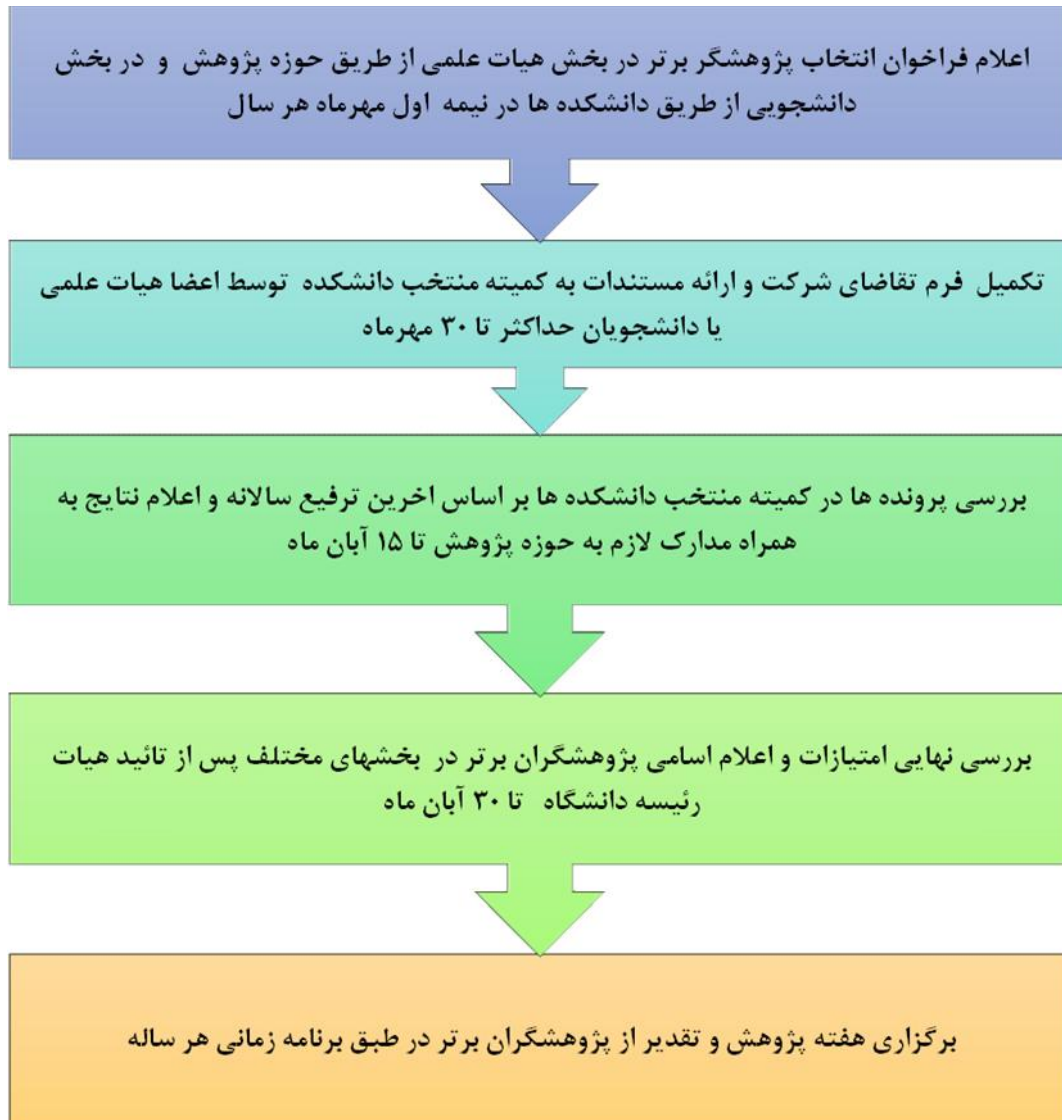 اعلام فراخوان انتخاب پژوهشگر برتر در بخش هیات علمی از طریق حوزه پژوهش و در بخش
دانشجویی از طریق دانشکده ها در نیمه اول مهرماه هر سال
تکمیل فرم تقاضای شرکت و ارائه مستندات به کمیته منتخب دانشکده توسط اعضا هیات علمی
یا دانشجویان حداکثر تا ۳۰ مهرماه
بررسی پرونده ها در کمیته منتخب دانشکده ها بر اساس اخرین ترفیع سالانه و اعلام نتایج به
همراه مدارک لازم به حوزه پژوهش تا ۱۵ آبان ماه
بررسی نهایی امتیازات و اعلام اسامی پژوهشگران برتر در بخشهای مختلف پس از تائید هیات
رئیسه دانشگاه تا ۳۰ آبان ماه
برگزاری هفته پژوهش و تقدیر از پژوهشگران برتر در طبق برنامه زمانی هر ساله